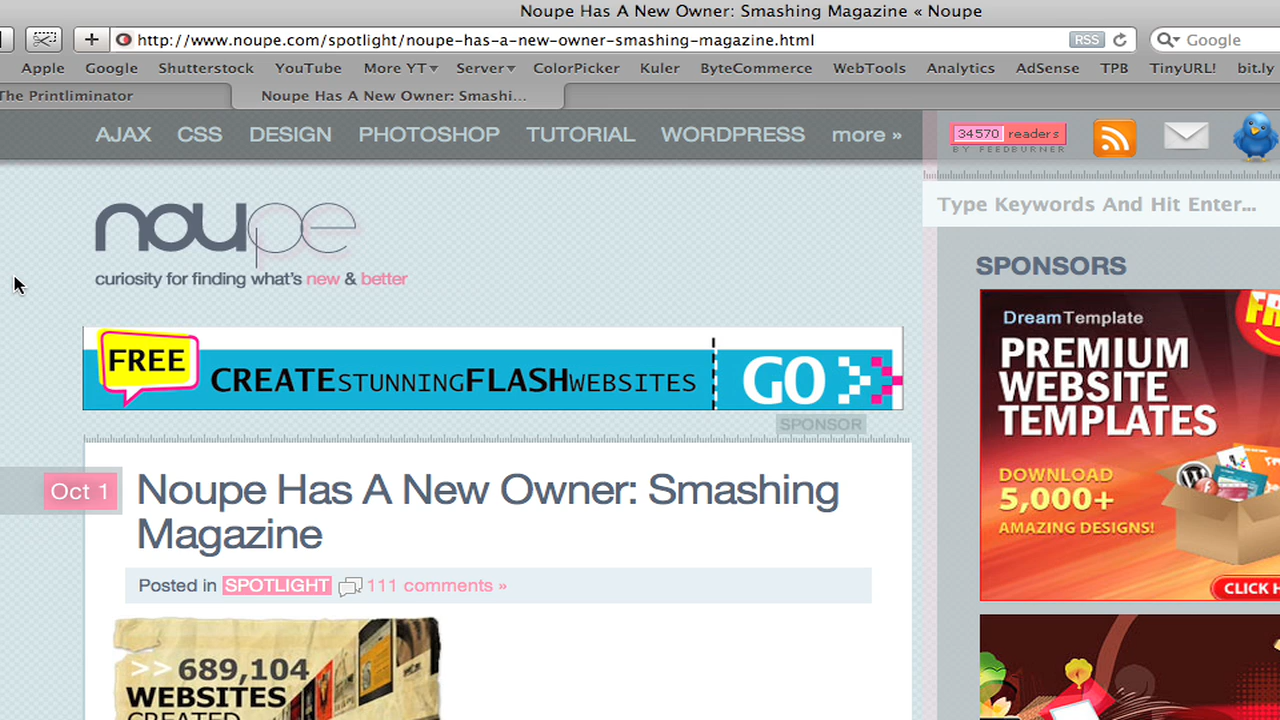 Noupe Has A New Owner: Smashing Magazine « Noupe
http://www.noupe.com/spotlight/noupe-has-a-new-owner-smashing-magazine.html
RSS
Google
Apple Google Shutterstock YouTube More YT Server ColorPicker Kuler ByteCommerce WebTools Analytics AdSense TPB TinyURL! bit.ly
The Printliminator
Noupe Has A New Owner: Smashi...
AJAX CSS DESIGN PHOTOSHOP TUTORIAL WORDPRESS more »
34570 readers
BY FEEDBURNER
Type Keywords And Hit Enter...
noupe
curiosity for finding what's new & better
SPONSORS
FREE
CREATESTUNNINGFLASHWEBSITES
GO
SPONSOR
DreamTemplate
PREMIUM
WEBSITE
TEMPLATES
DOWNLOAD
5,000+
AMAZING DESIGNS!
CLICK H
Oct 1
Noupe Has A New Owner: Smashing
Magazine
Posted in SPOTLIGHT 111 comments »
>> 689,104
WEBSITES
CREATED